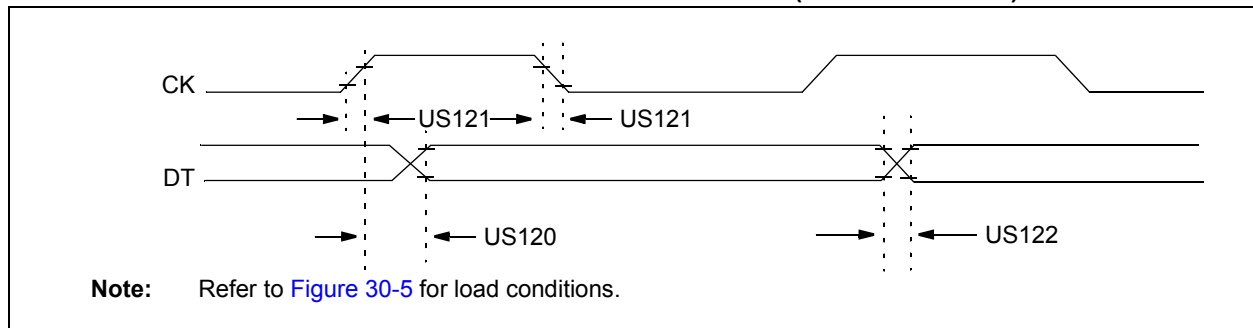 CK
US121
US121
DT
US120
US122
Note: Refer to Figure 30-5 for load conditions.